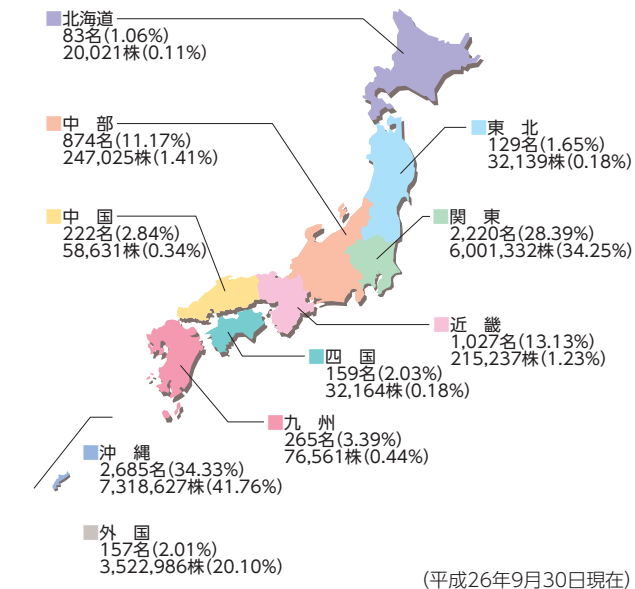 北海道
83名(1.06%)
20,021株(0.11%)
中　部
874名(11.17%)
247,025株(1.41%)
東　北
129名(1.65%)
32,139株(0.18%)
中　国
222名(2.84%)
58,631株(0.34%)
関　東
2,220名(28.39%)
6,001,332株(34.25%)
近　畿
1,027名(13.13%)
215,237株(1.23%)
四　国
159名(2.03%)
32,164株(0.18%)
九　州
265名(3.39%)
76,561株(0.44%)
沖　縄
2,685名(34.33%)
7,318,627株(41.76%)
外　国
157名(2.01%)
3,522,986株(20.10%)
(平成26年9月30日現在)